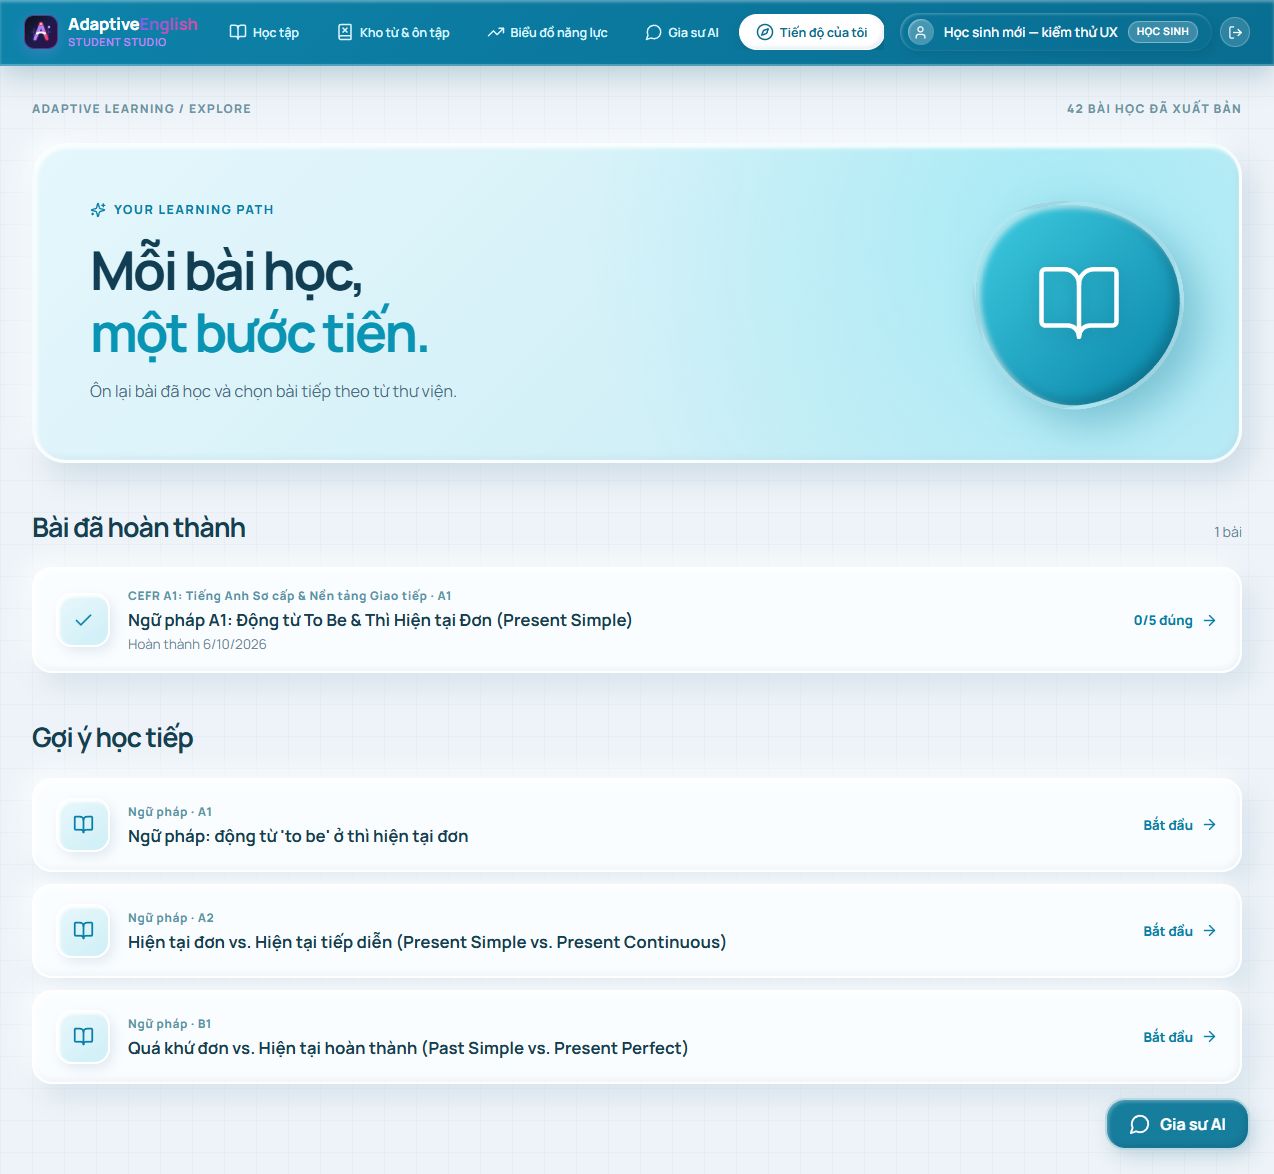 AdaptiveEnglish
STUDENT STUDIO
Học tập
Kho từ & ôn tập
Biểu đồ năng lực
Gia sư AI
Tiến độ của tôi
Học sinh mới — kiểm thử UX
HỌC SINH
ADAPTIVE LEARNING / EXPLORE
42 BÀI HỌC ĐÃ XUẤT BẢN
YOUR LEARNING PATH
Mỗi bài học,
một bước tiến.
Ôn lại bài đã học và chọn bài tiếp theo từ thư viện.
Bài đã hoàn thành
1 bài
CEFR A1: Tiếng Anh Sơ cấp & Nền tảng Giao tiếp · A1
Ngữ pháp A1: Động từ To Be & Thì Hiện tại Đơn (Present Simple)
Hoàn thành 6/10/2026
0/5 đúng
Gợi ý học tiếp
Ngữ pháp · A1
Ngữ pháp: động từ 'to be' ở thì hiện tại đơn
Bắt đầu
Ngữ pháp · A2
Hiện tại đơn vs. Hiện tại tiếp diễn (Present Simple vs. Present Continuous)
Bắt đầu
Ngữ pháp · B1
Quá khứ đơn vs. Hiện tại hoàn thành (Past Simple vs. Present Perfect)
Bắt đầu
Gia sư AI